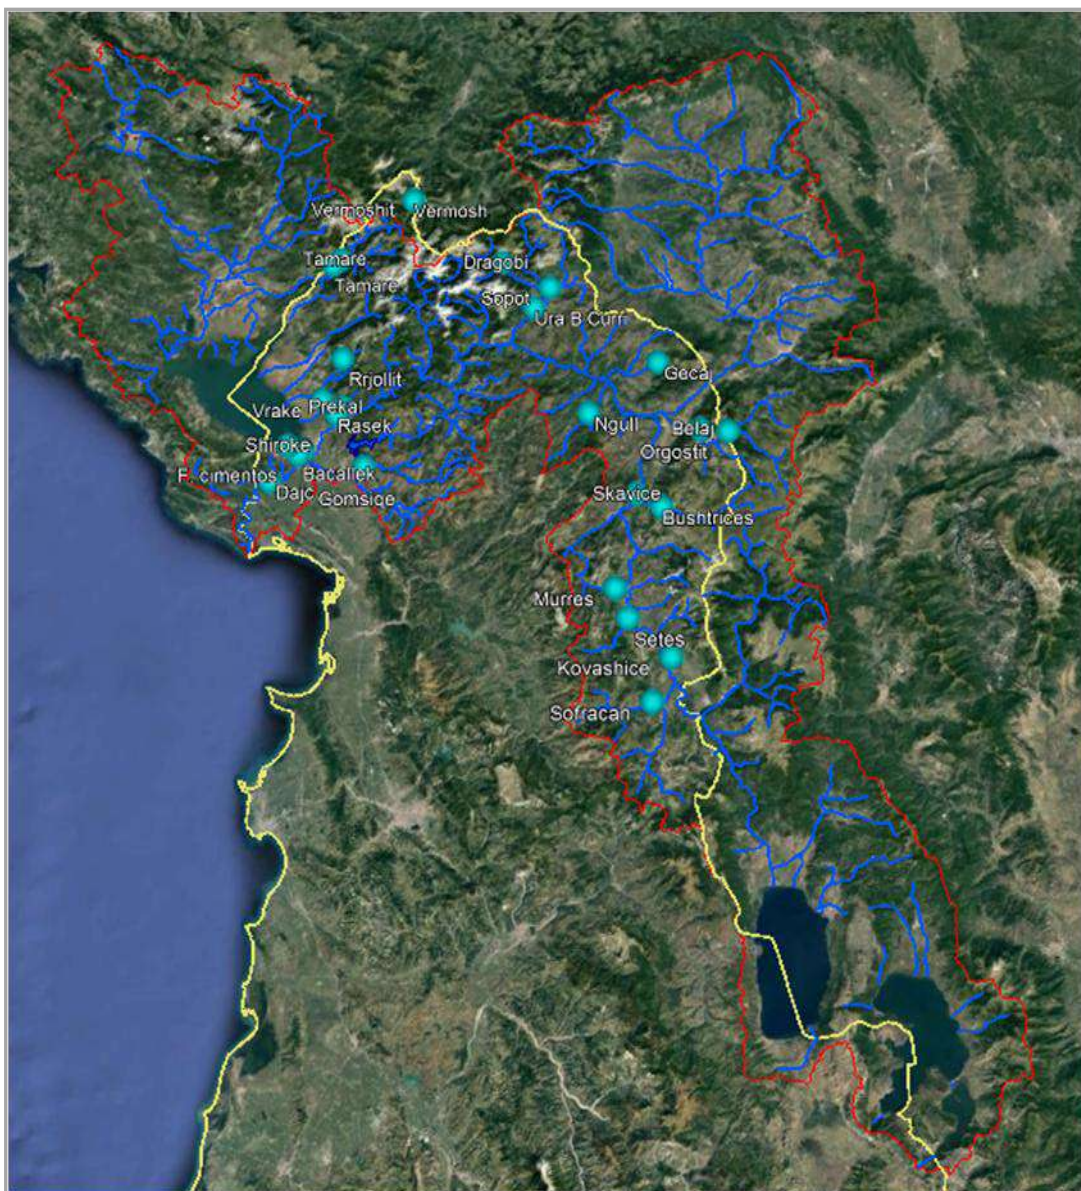 Vermoshit
Vermosh
Tamare
Tamare
Dragobi
Sopot
Ura B Curri
Rrjollit
Gecaj
Prekal
Vrake
Rasek
Ngull
Belaj
Shiroke
Orgostit
Bacallek
F. cimentos
Dajc
Gomsiqe
Skavice
Bushtrices
Murres
Setes
Kovashice
Sofracan